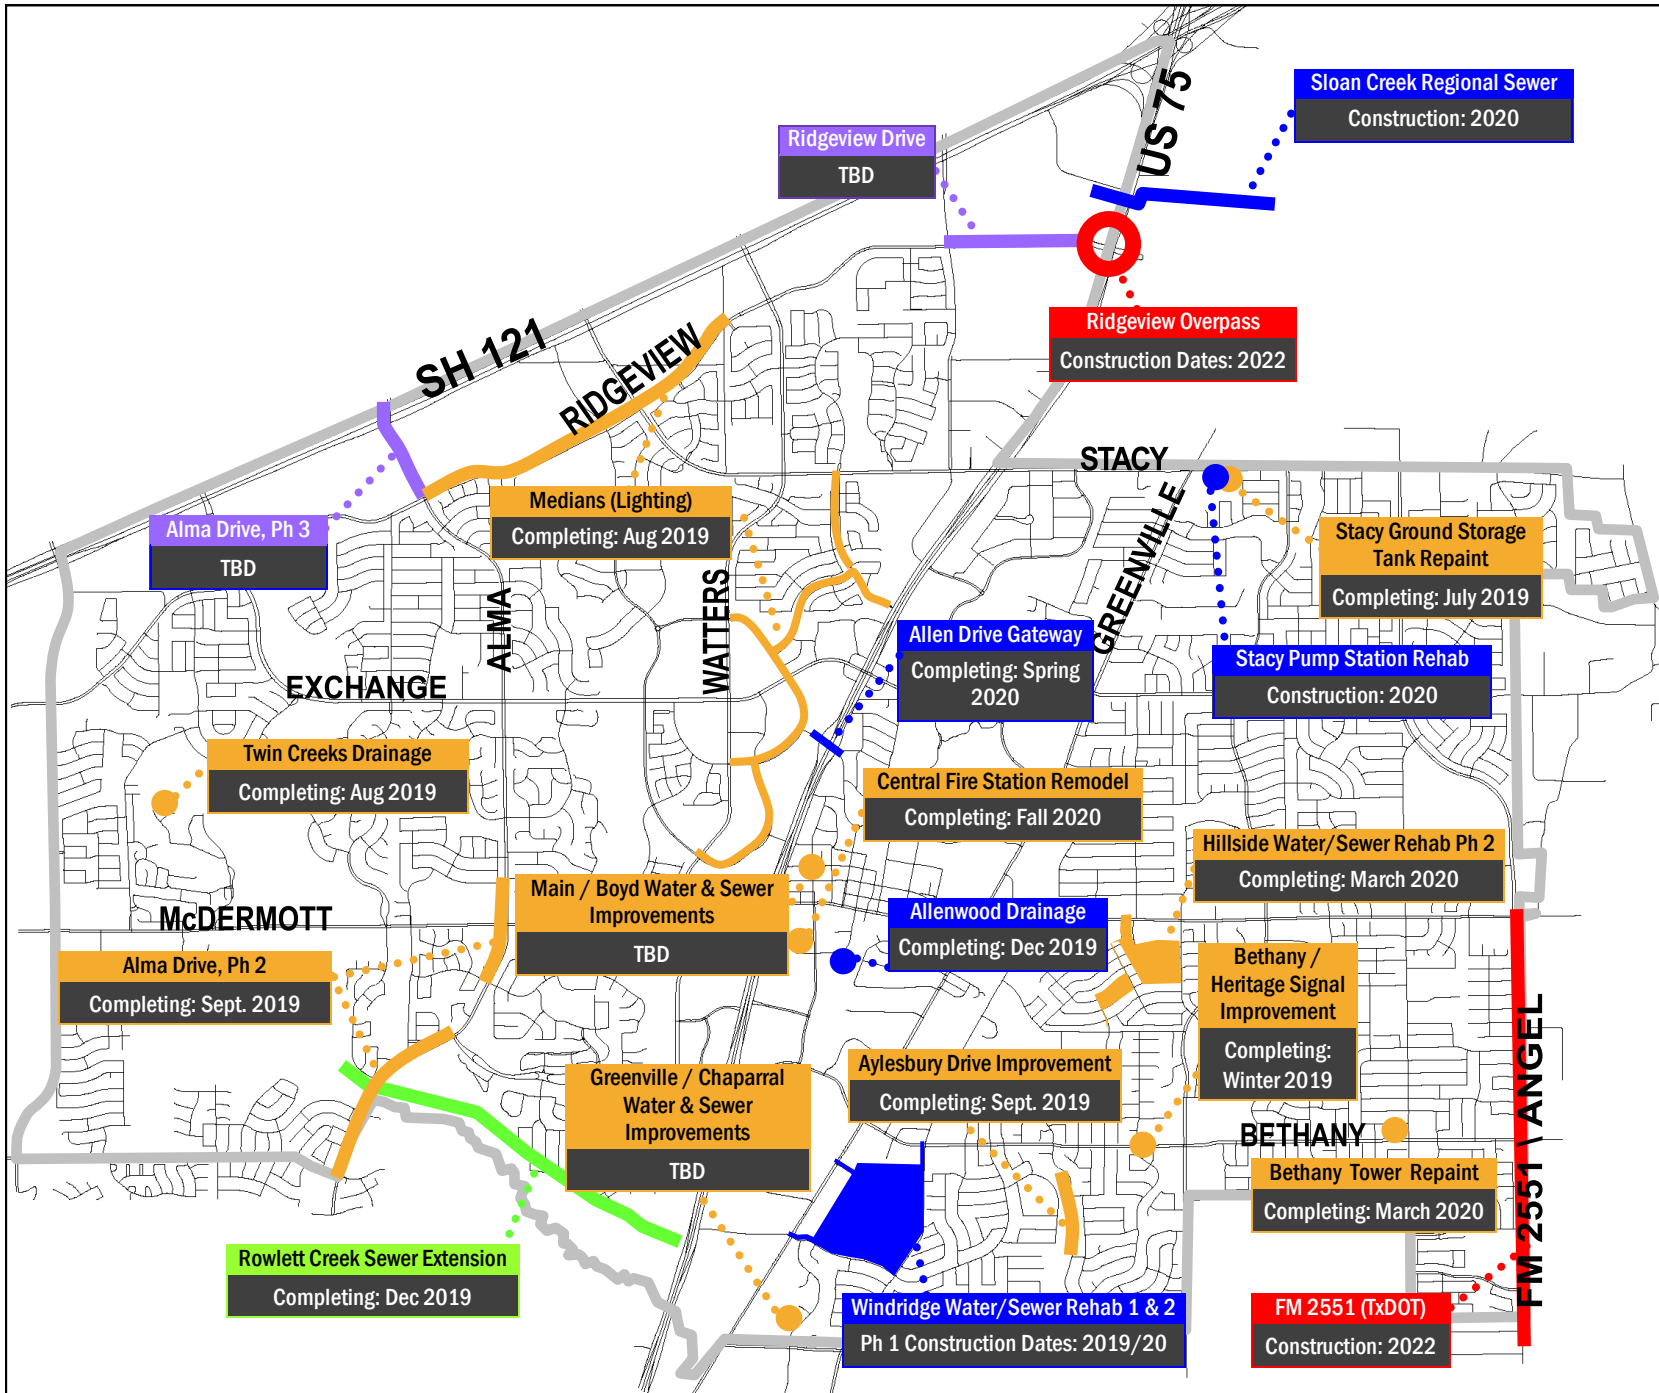 Sloan Creek Regional Sewer
Construction: 2020
US 75
Ridgeview Drive
TBD
Ridgeview Overpass
Construction Dates: 2022
SH 121
RIDGEVIEW
STACY
GREENVILLE
Medians (Lighting)
Completing: Aug 2019
Alma Drive, Ph 3
TBD
Stacy Ground Storage
Tank Repaint
Completing: July 2019
ALMA
WATTERS
EXCHANGE
Allen Drive Gateway
Completing: Spring
2020
Stacy Pump Station Rehab
Construction: 2020
Twin Creeks Drainage
Completing: Aug 2019
Central Fire Station Remodel
Completing: Fall 2020
Hillside Water/Sewer Rehab Ph 2
Completing: March 2020
Main / Boyd Water & Sewer
Improvements
TBD
McDERMOTT
Allenwood Drainage
Completing: Dec 2019
Alma Drive, Ph 2
Completing: Sept. 2019
Bethany /
Heritage Signal
Improvement
Completing:
Winter 2019
Greenville / Chaparral
Water & Sewer
Improvements
TBD
Aylesbury Drive Improvement
Completing: Sept. 2019
BETHANY
FM 2551 \ ANGEL
Bethany Tower Repaint
Completing: March 2020
Rowlett Creek Sewer Extension
Completing: Dec 2019
Windridge Water/Sewer Rehab 1 & 2
Ph 1 Construction Dates: 2019/20
FM 2551 (TxDOT)
Construction: 2022